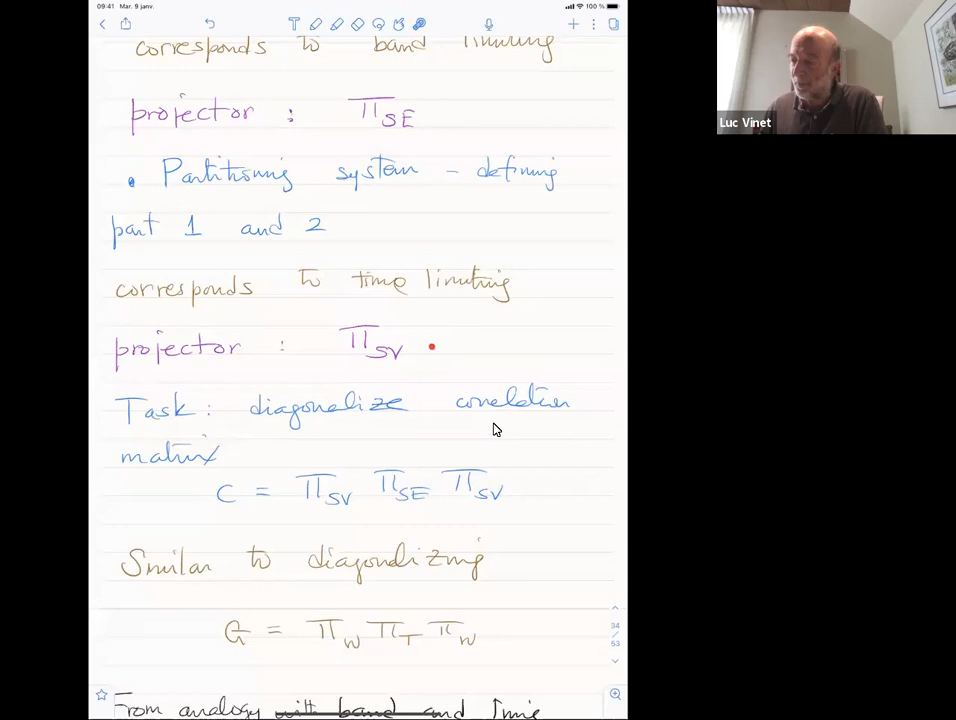 09:41 Mar. 9 janv.
100 %
corresponds to band limiting
projector : Π_SE
• Partitioning system - defining
part 1 and 2
corresponds to time limiting
projector : Π_SV
Task : diagonalize correlation
matrix
C = Π_SV Π_SE Π_SV
Similar to diagonalizing
G = Π_W Π_T Π_W
From analogy with band and Time
34
/
53
Luc Vinet